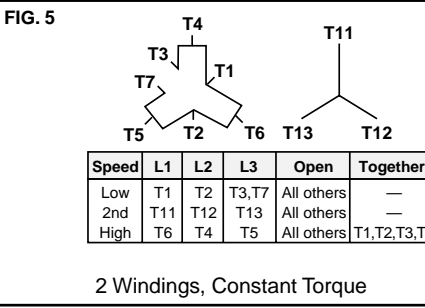 FIG. 5
T4
T11
T3
T1
T7
T5
T2
T6
T13
T12
Speed L1 L2 L3 Open Together
Low T1 T2 T3,T7 All others —
2nd T11 T12 T13 All others —
High T6 T4 T5 All others T1,T2,T3,T
2 Windings, Constant Torque